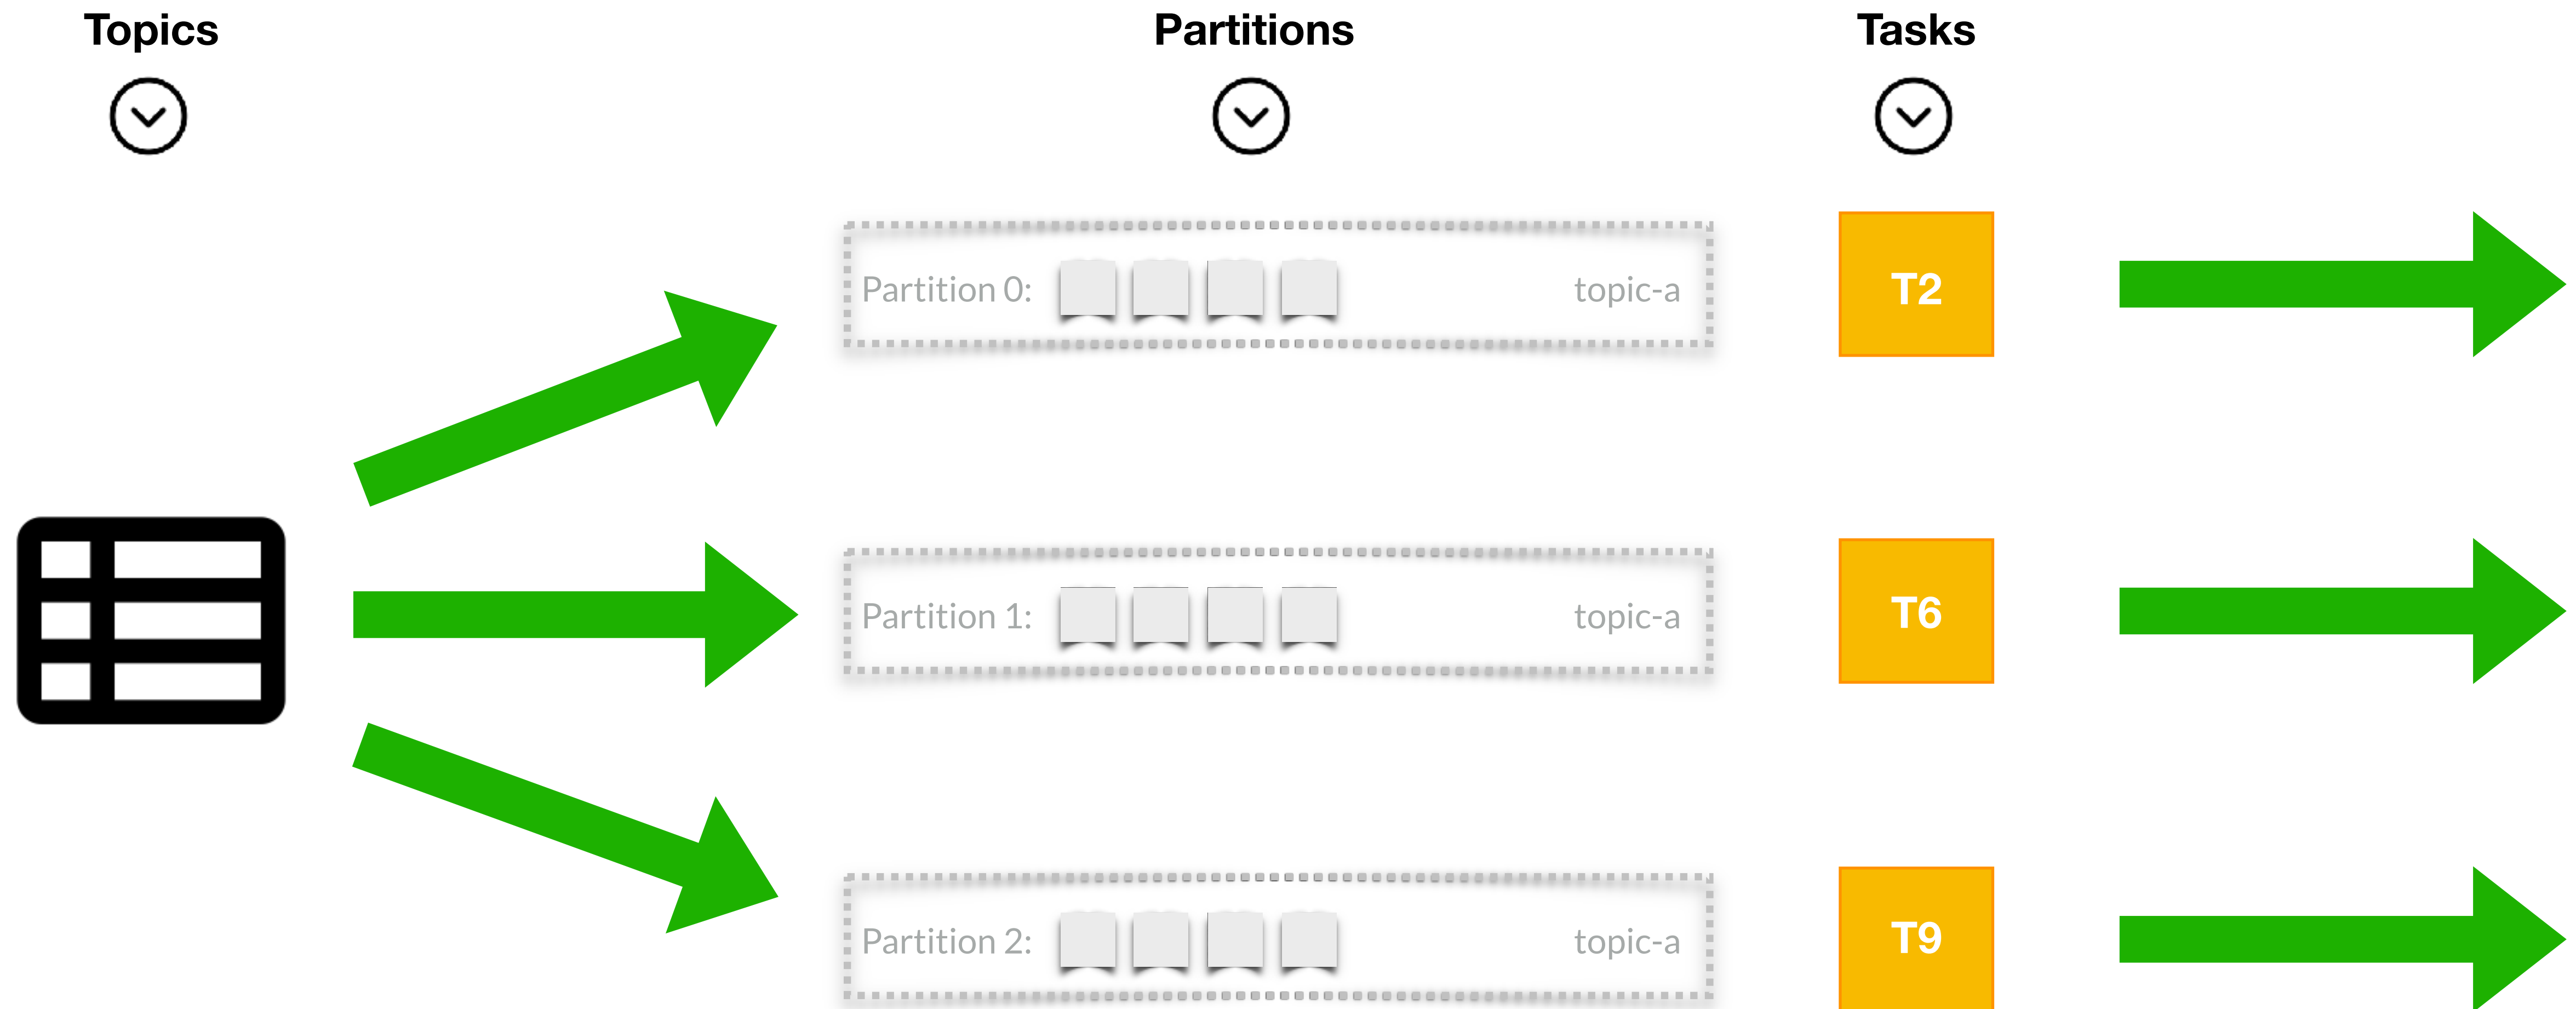 Topics
Partitions
Tasks
Partition 0:
topic-a
T2
Partition 1:
topic-a
T6
Partition 2:
topic-a
T9